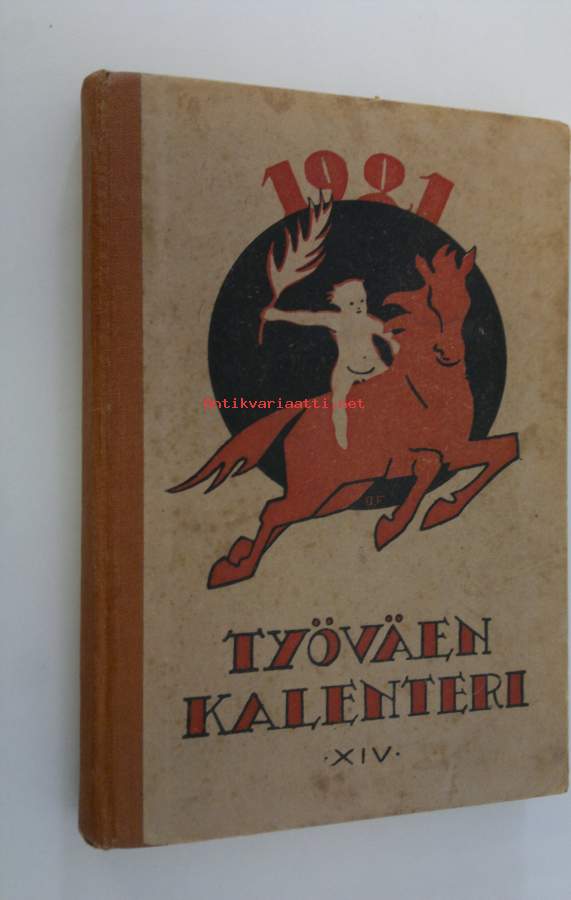 1921
Antikvariaatti.net
TYÖVÄEN
KALENTERI
·XIV·